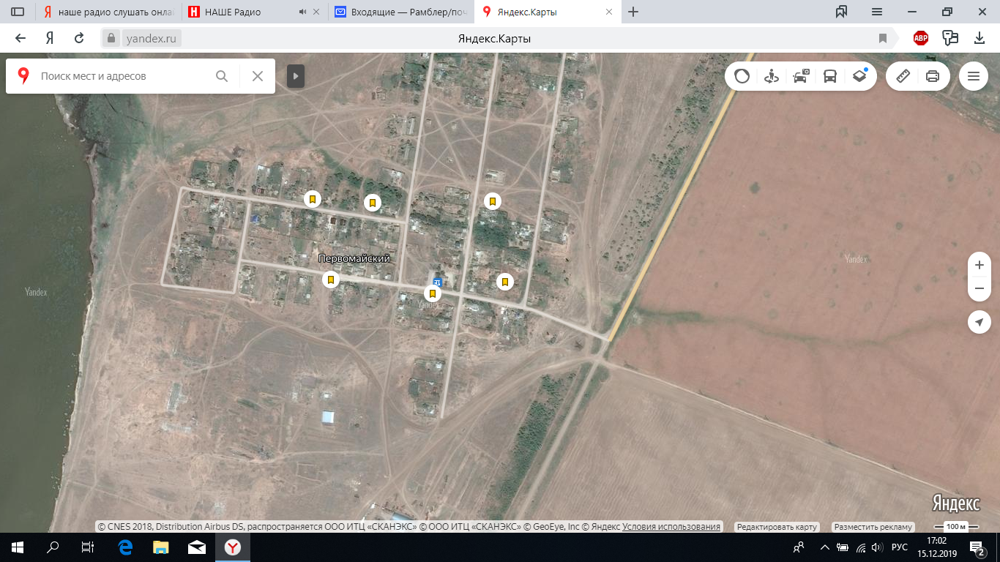 наше радио слушать онла
НАШЕ Радио
Входящие — Рамблер/поч
Яндекс.Карты
Я
yandex.ru
Яндекс.Карты
ABP
Поиск мест и адресов
Первомайский
Yandex
Yandex
Yandex
Яндекс
© CNES 2018, Distribution Airbus DS, распространяется ООО ИТЦ «СКАНЭКС» © ООО ИТЦ «СКАНЭКС» © GeoEye, Inc © Яндекс Условия использования
Редактировать карту
Разместить рекламу
100 м
РУС
17:02
15.12.2019
2